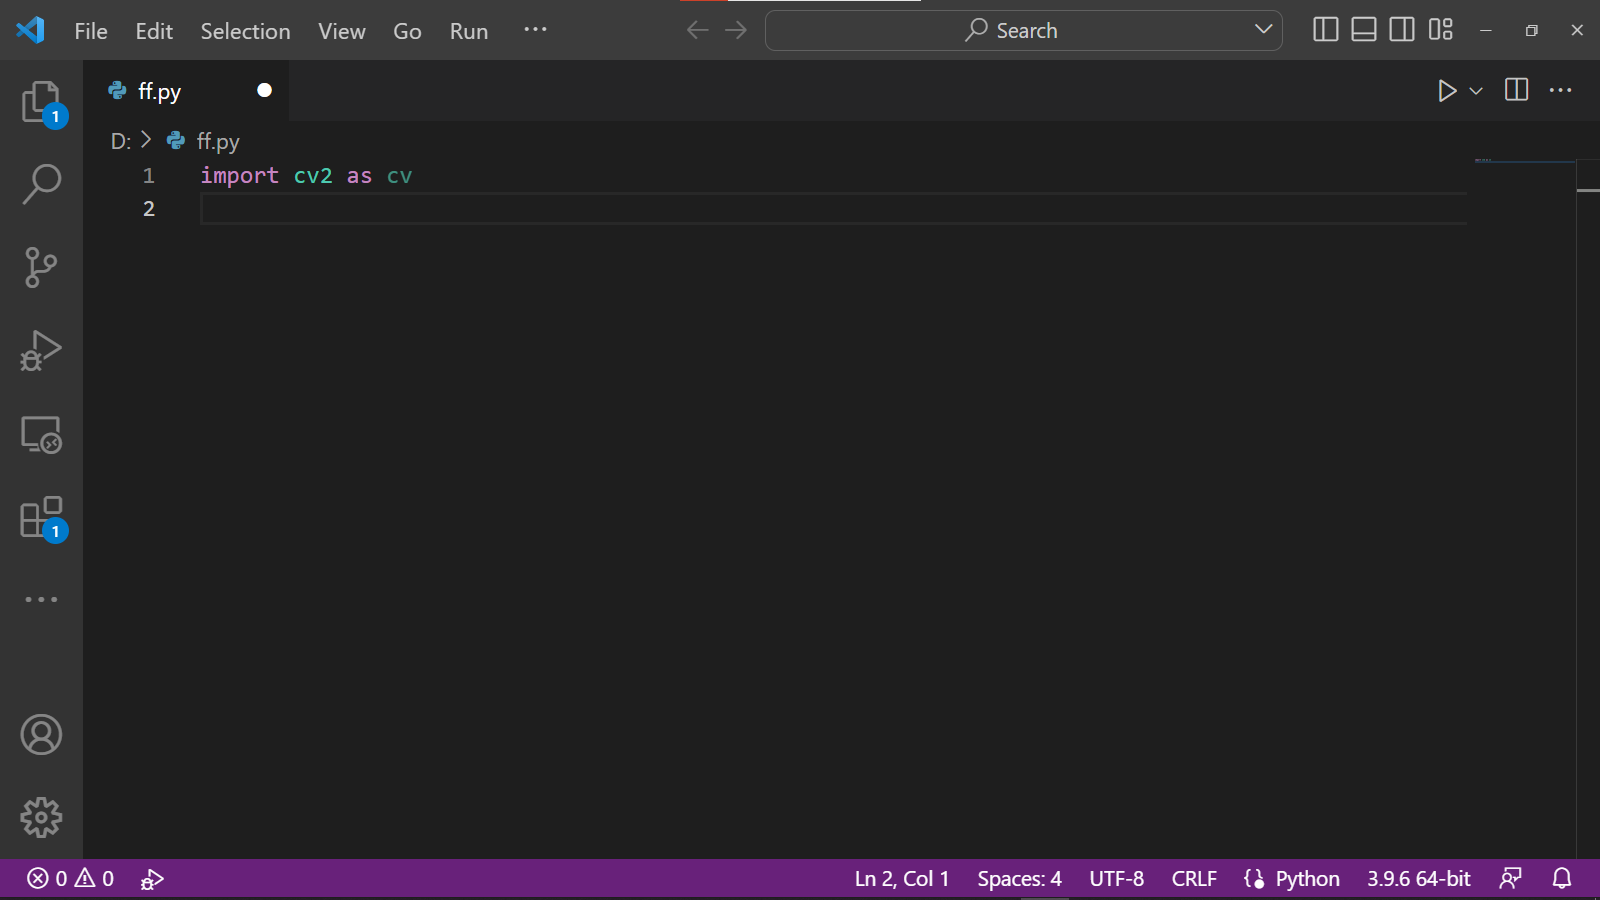 File Edit Selection View Go Run ··· Search
ff.py
D: > ff.py
1 import cv2 as cv
2
1
1
0 0 Ln 2, Col 1 Spaces: 4 UTF-8 CRLF {} Python 3.9.6 64-bit